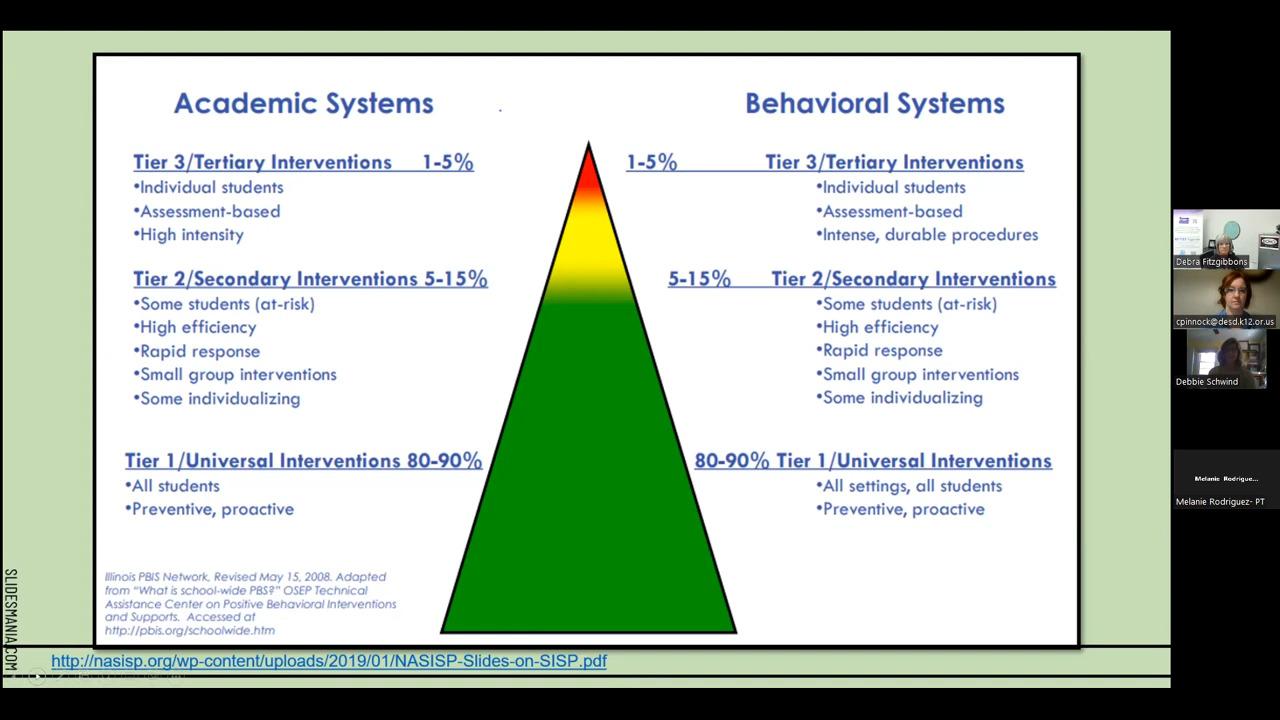 Academic Systems
Behavioral Systems
Tier 3/Tertiary Interventions 1-5%
•Individual students
•Assessment-based
•High intensity
1-5% Tier 3/Tertiary Interventions
•Individual students
•Assessment-based
•Intense, durable procedures
Tier 2/Secondary Interventions 5-15%
•Some students (at-risk)
•High efficiency
•Rapid response
•Small group interventions
•Some individualizing
5-15% Tier 2/Secondary Interventions
•Some students (at-risk)
•High efficiency
•Rapid response
•Small group interventions
•Some individualizing
Tier 1/Universal Interventions 80-90%
•All students
•Preventive, proactive
80-90% Tier 1/Universal Interventions
•All settings, all students
•Preventive, proactive
Illinois PBIS Network, Revised May 15, 2008. Adapted
from “What is school-wide PBS?” OSEP Technical
Assistance Center on Positive Behavioral Interventions
and Supports. Accessed at
http://pbis.org/schoolwide.htm
SLIDESMANIA.COM
http://nasisp.org/wp-content/uploads/2019/01/NASISP-Slides-on-SISP.pdf
Debra Fitzgibbons
cpinnock@desd.k12.or.us
Debbie Schwind
Melanie Rodrigue...
Melanie Rodriguez- PT